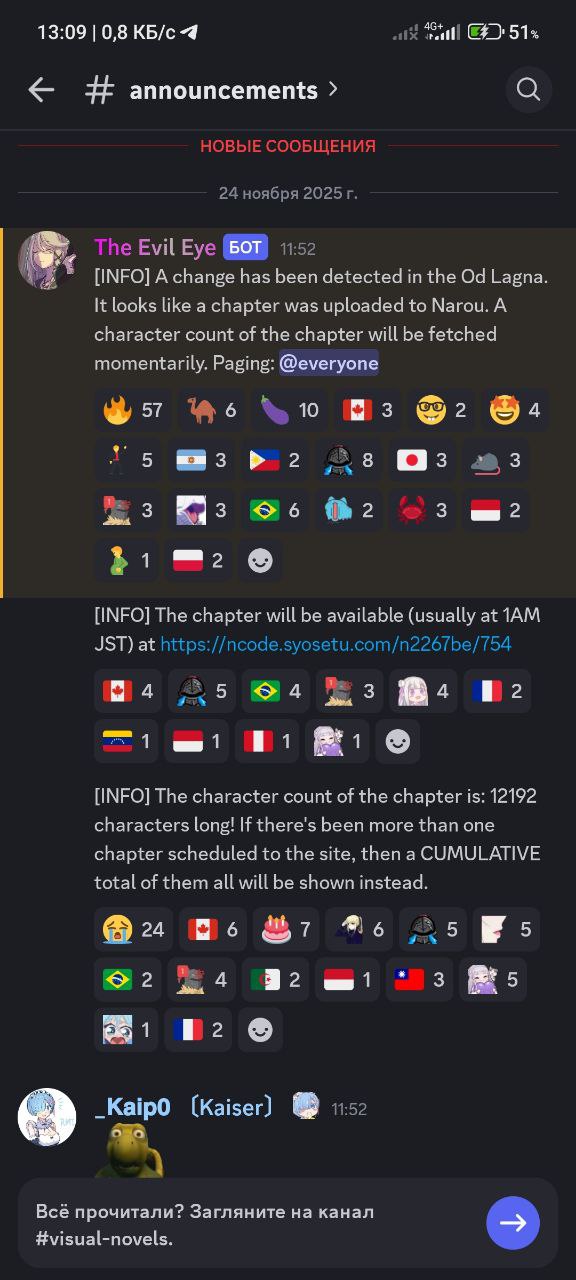 13:09 | 0,8 КБ/с
4G+
51%
# announcements
НОВЫЕ СООБЩЕНИЯ
24 ноября 2025 г.
The Evil Eye БОТ 11:52
[INFO] A change has been detected in the Od Lagna.
It looks like a chapter was uploaded to Narou. A
character count of the chapter will be fetched
momentarily. Paging: @everyone
57 6 10 3 2 4
5 3 2 8 3 3
3 3 6 2 3 2
1 2
[INFO] The chapter will be available (usually at 1AM
JST) at https://ncode.syosetu.com/n2267be/754
4 5 4 3 4 2
1 1 1 1
[INFO] The character count of the chapter is: 12192
characters long! If there's been more than one
chapter scheduled to the site, then a CUMULATIVE
total of them all will be shown instead.
24 6 7 6 5 5
2 4 2 1 3 5
1 2
_Kaip0 〔Kaiser〕 11:52
Всё прочитали? Загляните на канал
#visual-novels.